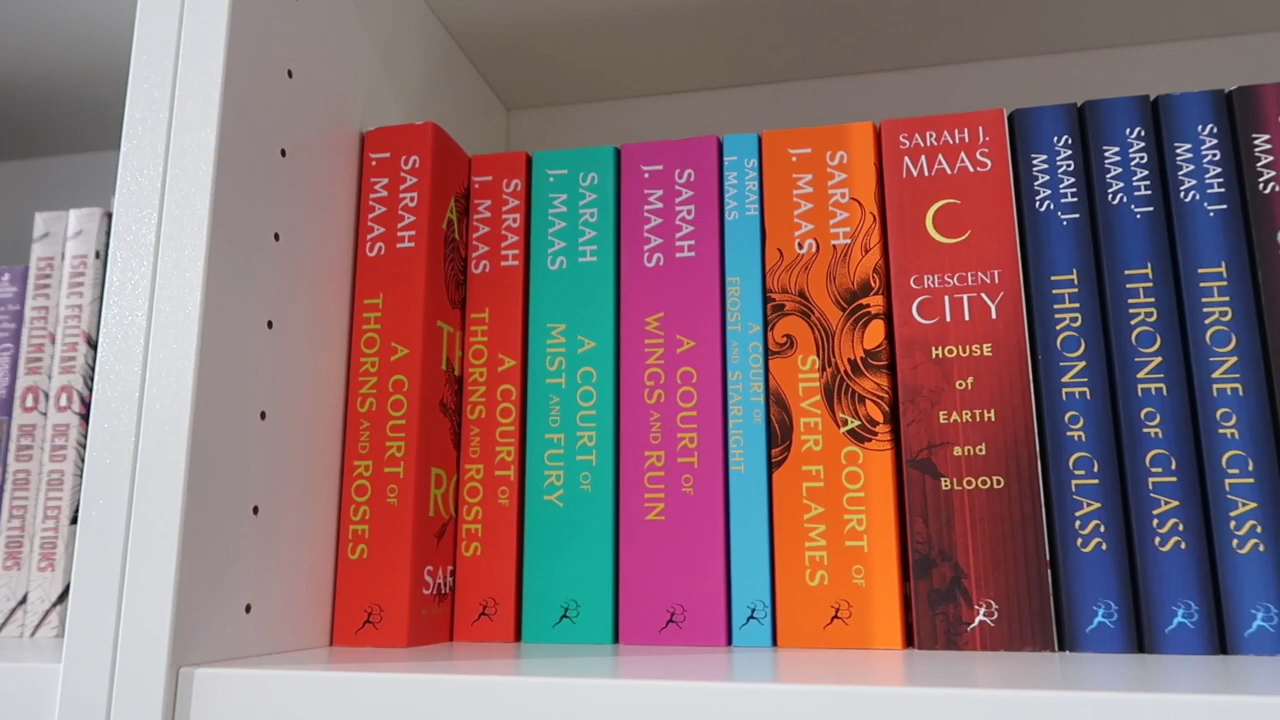 ISAAC FELLMAN DEAD COLLECTIONS
ISAAC FELLMAN DEAD COLLECTIONS
SARAH
J. MAAS
A COURT OF
THORNS AND ROSES
A
SAR
SARAH
J. MAAS
A COURT OF
THORNS AND ROSES
SARAH
J. MAAS
A COURT OF
MIST AND FURY
SARAH
J. MAAS
A COURT OF
WINGS AND RUIN
SARAH
J. MAAS
A COURT OF
FROST AND STARLIGHT
SARAH
J. MAAS
A COURT OF
SILVER FLAMES
SARAH J.
MAAS
CRESCENT
CITY
HOUSE
of
EARTH
and
BLOOD
SARAH J.
MAAS
THRONE OF GLASS
SARAH J.
MAAS
THRONE OF GLASS
SARAH J.
MAAS
THRONE OF GLASS
MAAS